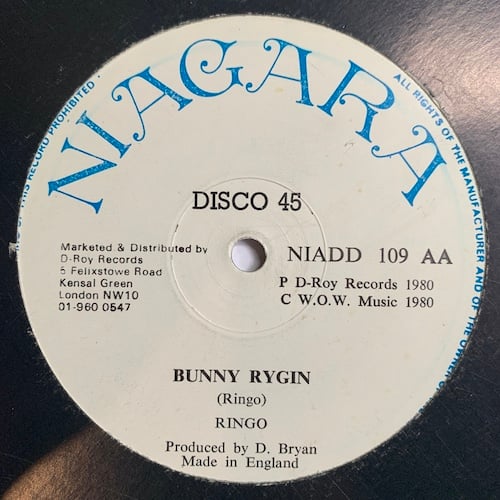 NIAGARA
THIS RECORD PROHIBITED ·
ALL RIGHTS OF THE MANUFACTURER AND OF THE OWNER OF
DISCO 45
Marketed & Distributed by
D-Roy Records
5 Felixstowe Road
Kensal Green
London NW10
01-960 0547
NIADD 109 AA
P D-Roy Records 1980
C W.O.W. Music 1980
BUNNY RYGIN
(Ringo)
RINGO
Produced by D. Bryan
Made in England